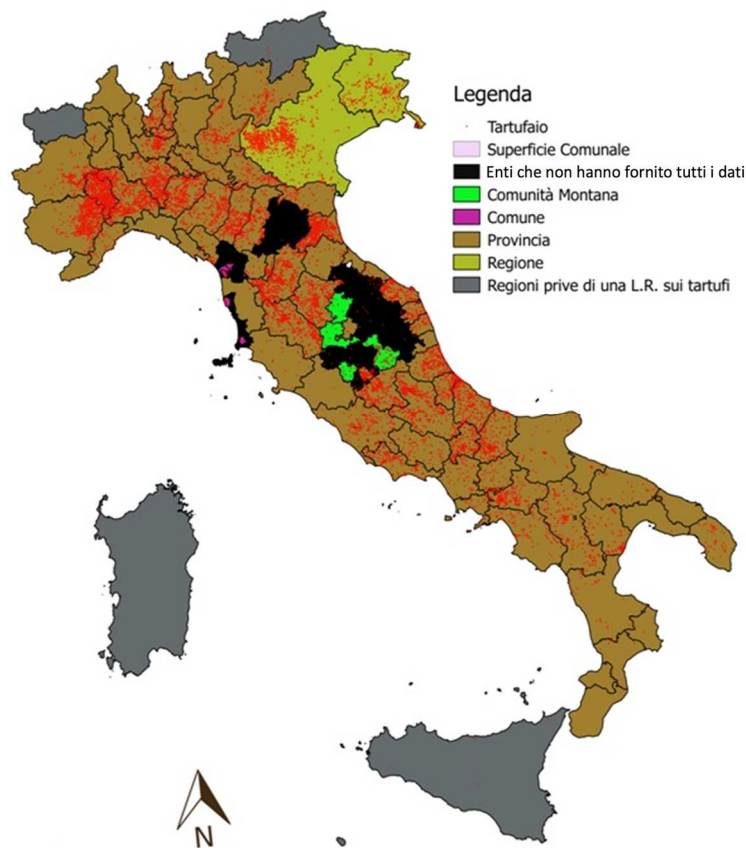 Legenda
Tartufaio
Superficie Comunale
Enti che non hanno fornito tutti i dati
Comunità Montana
Comune
Provincia
Regione
Regioni prive di una L.R. sui tartufi
N